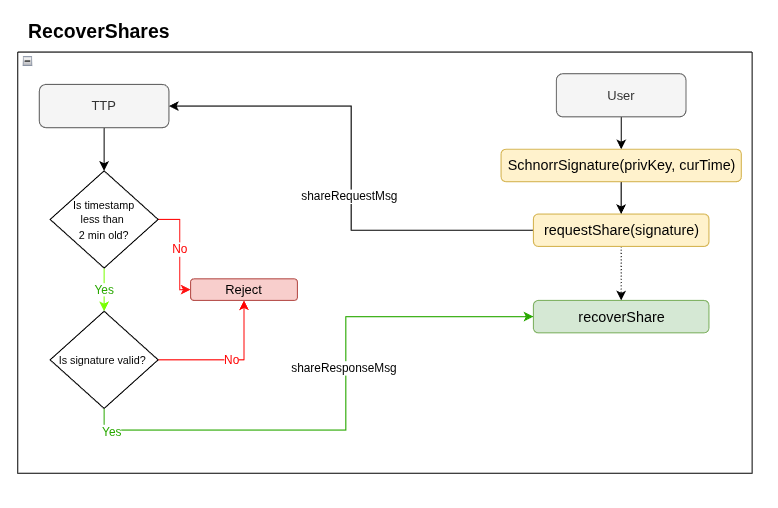 RecoverShares
TTP
User
SchnorrSignature(privKey, curTime)
shareRequestMsg
Is timestamp
less than
2 min old?
requestShare(signature)
No
Yes
Reject
recoverShare
Is signature valid?
No
shareResponseMsg
Yes